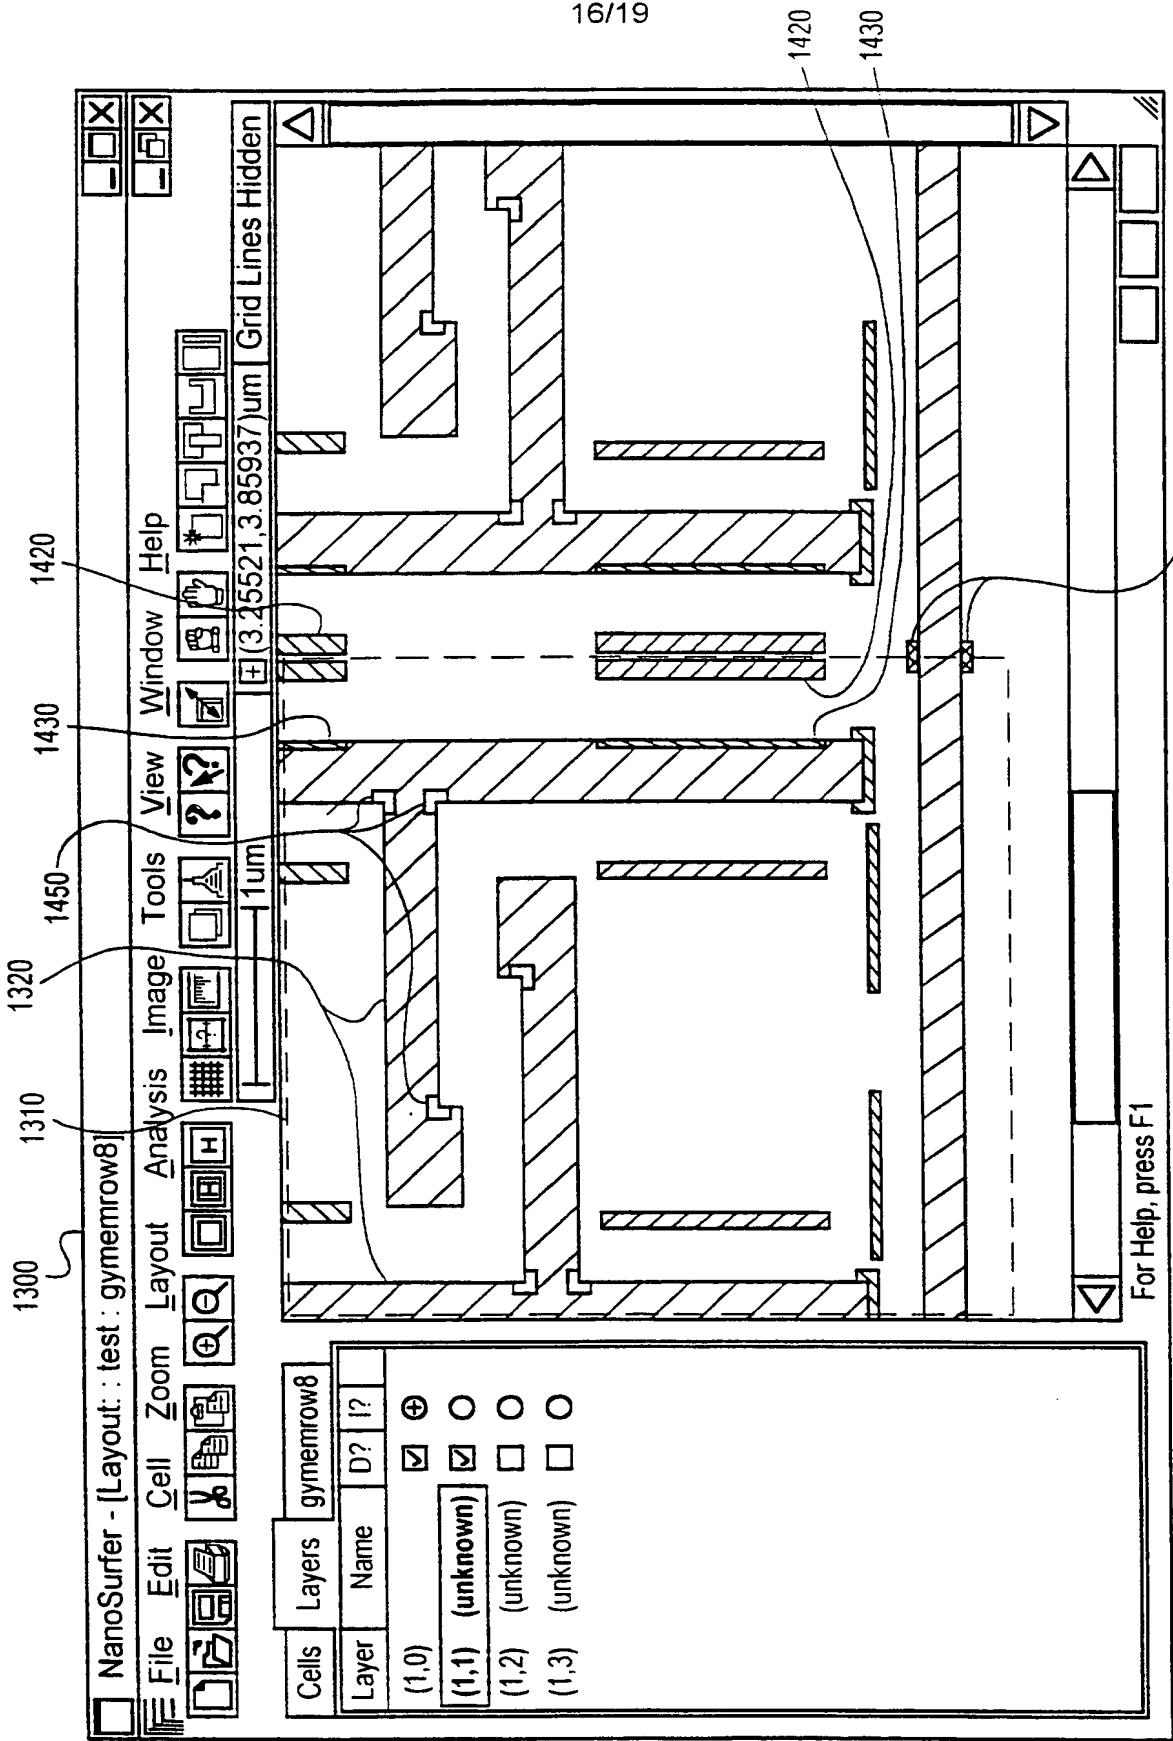 16/19
1300
1310
1320
1450
1430
1420
NanoSurfer - [Layout: : test : gymemrow8]
File Edit Cell Zoom Layout Analysis Image Tools View Window Help
1um (3.25521,3.85937)um Grid Lines Hidden
Cells Layers gymemrow8
Layer Name D? I?
(1,0)
(1,1) (unknown)
(1,2) (unknown)
(1,3) (unknown)
1420
1430
For Help, press F1